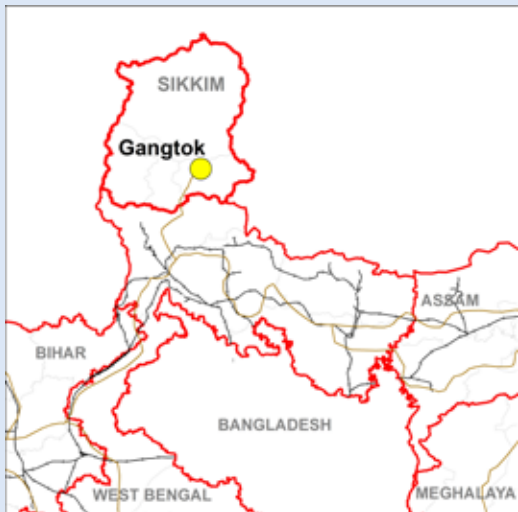 SIKKIM
Gangtok
ASSAM
BIHAR
BANGLADESH
WEST BENGAL
MEGHALAYA